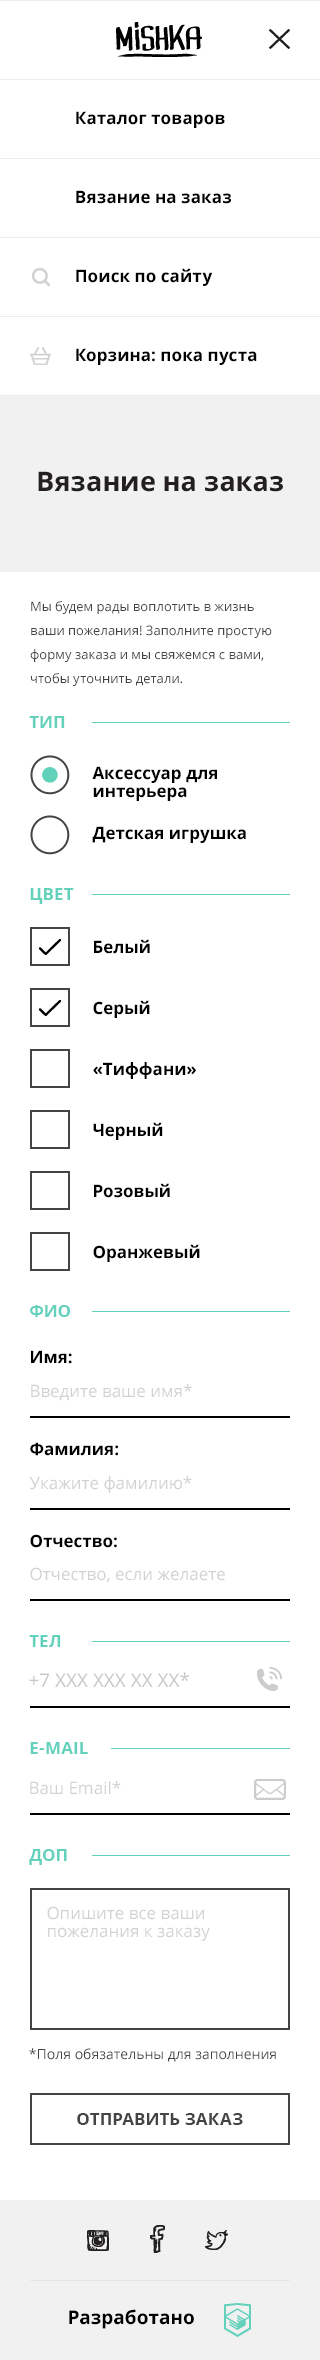 MiSHKA
Каталог товаров
Вязание на заказ
Поиск по сайту
Корзина: пока пуста
Вязание на заказ
Мы будем рады воплотить в жизнь
ваши пожелания! Заполните простую
форму заказа и мы свяжемся с вами,
чтобы уточнить детали.
ТИП
Аксессуар для
интерьера
Детская игрушка
ЦВЕТ
Белый
Серый
«Тиффани»
Черный
Розовый
Оранжевый
ФИО
Имя:
Введите ваше имя*
Фамилия:
Укажите фамилию*
Отчество:
Отчество, если желаете
ТЕЛ
+7 XXX XXX XX XX*
E-MAIL
Ваш Email*
ДОП
Опишите все ваши
пожелания к заказу
*Поля обязательны для заполнения
ОТПРАВИТЬ ЗАКАЗ
Разработано